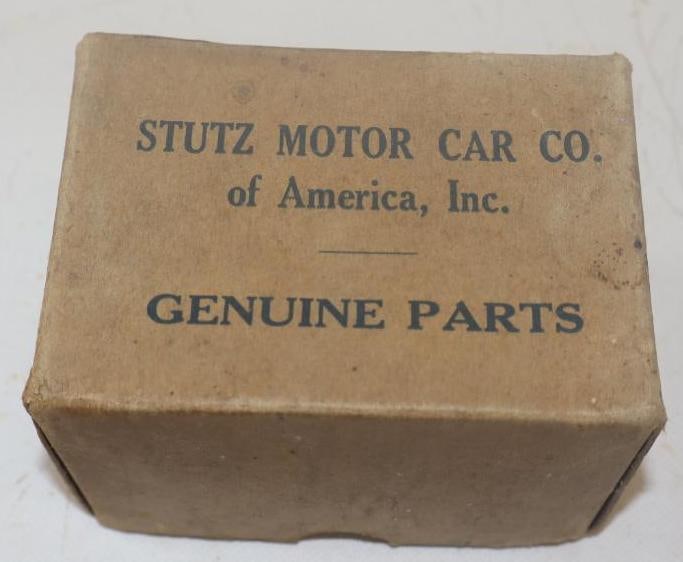 STUTZ MOTOR CAR CO.
of America, Inc.
GENUINE PARTS